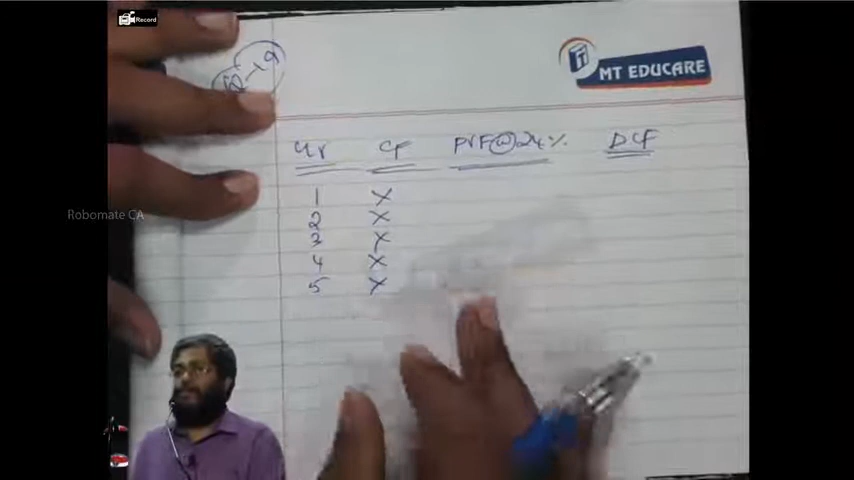 Record
MT EDUCARE
Yr CF PVF@24% DCF
1 X
2 X
3 X
4 X
5 X
Robomate CA